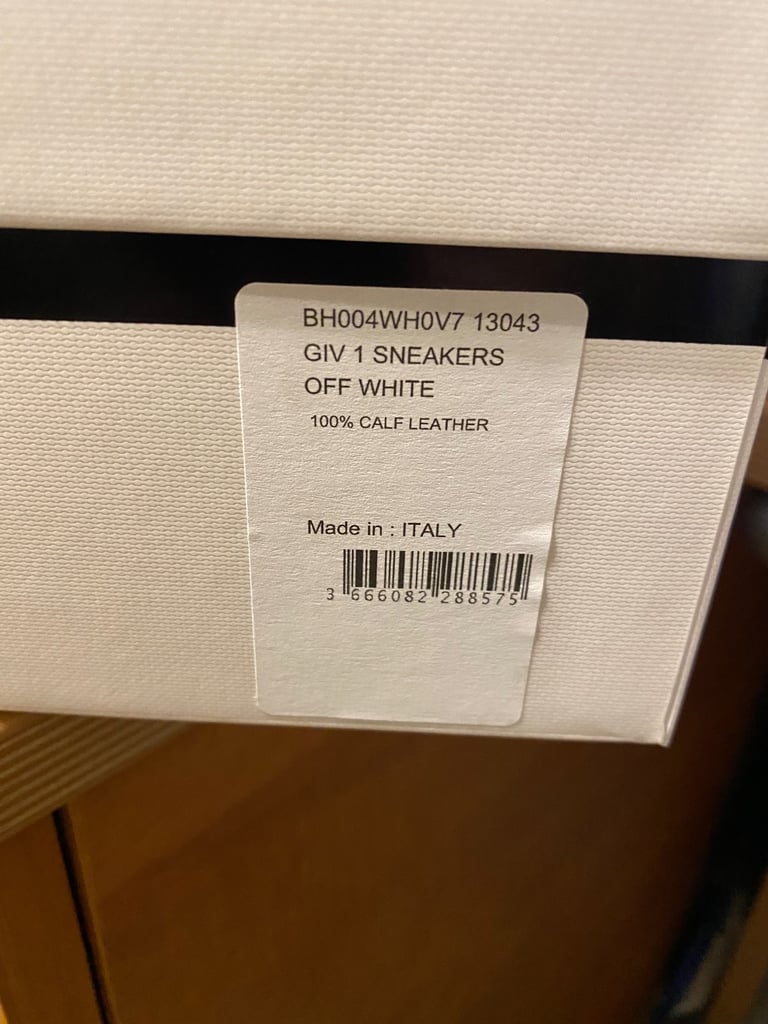 BH004WH0V7 13043
GIV 1 SNEAKERS
OFF WHITE
100% CALF LEATHER
Made in : ITALY
3 666082 288575